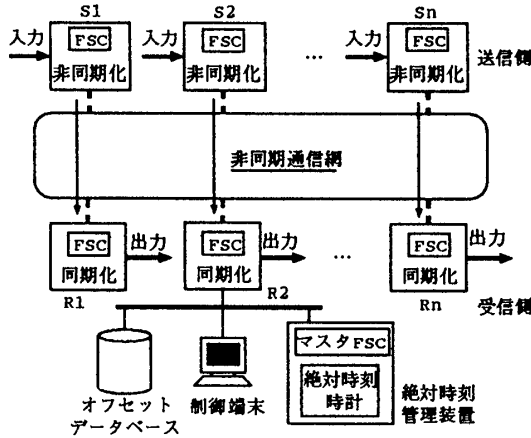 S1 S2 Sn
入力 FSC 入力 FSC … 入力 FSC 送信側
非同期化 非同期化 非同期化
非同期通信網
FSC 出力 FSC 出力 … FSC 出力
同期化 同期化 同期化
R1 R2 Rn 受信側
マスタFSC
絶対時刻
時計
オフセット
データベース
制御端末
絶対時刻
管理装置